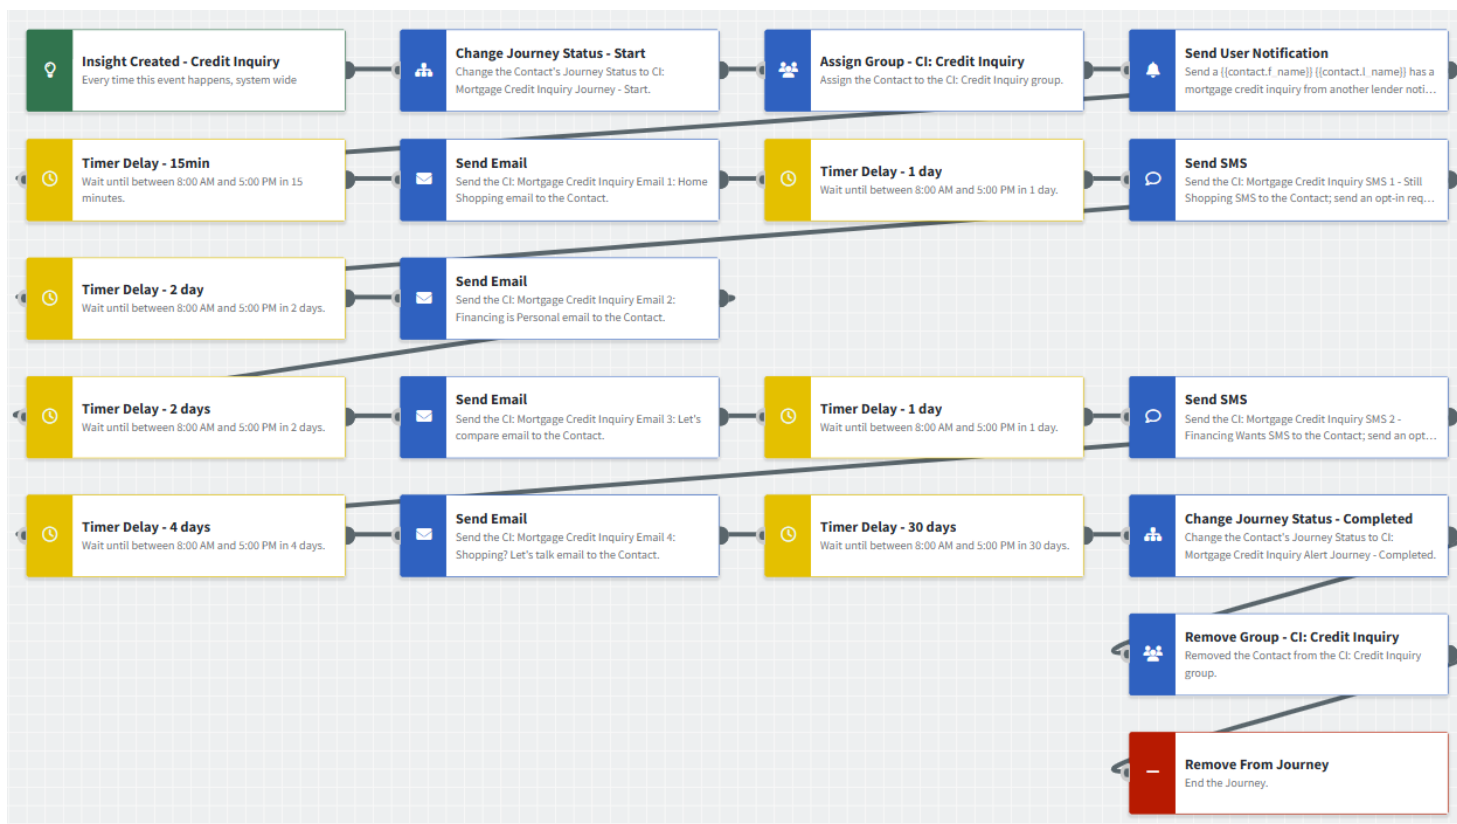 Insight Created - Credit Inquiry
Every time this event happens, system wide
Change Journey Status - Start
Change the Contact's Journey Status to CI:
Mortgage Credit Inquiry Journey - Start.
Assign Group - CI: Credit Inquiry
Assign the Contact to the CI: Credit Inquiry group.
Send User Notification
Send a {{contact.f_name}} {{contact.l_name}} has a
mortgage credit inquiry from another lender noti...
Timer Delay - 15min
Wait until between 8:00 AM and 5:00 PM in 15
minutes.
Send Email
Send the CI: Mortgage Credit Inquiry Email 1: Home
Shopping email to the Contact.
Timer Delay - 1 day
Wait until between 8:00 AM and 5:00 PM in 1 day.
Send SMS
Send the CI: Mortgage Credit Inquiry SMS 1 - Still
Shopping SMS to the Contact; send an opt-in req...
Timer Delay - 2 day
Wait until between 8:00 AM and 5:00 PM in 2 days.
Send Email
Send the CI: Mortgage Credit Inquiry Email 2:
Financing is Personal email to the Contact.
Timer Delay - 2 days
Wait until between 8:00 AM and 5:00 PM in 2 days.
Send Email
Send the CI: Mortgage Credit Inquiry Email 3: Let's
compare email to the Contact.
Timer Delay - 1 day
Wait until between 8:00 AM and 5:00 PM in 1 day.
Send SMS
Send the CI: Mortgage Credit Inquiry SMS 2 -
Financing Wants SMS to the Contact; send an opt...
Timer Delay - 4 days
Wait until between 8:00 AM and 5:00 PM in 4 days.
Send Email
Send the CI: Mortgage Credit Inquiry Email 4:
Shopping? Let's talk email to the Contact.
Timer Delay - 30 days
Wait until between 8:00 AM and 5:00 PM in 30 days.
Change Journey Status - Completed
Change the Contact's Journey Status to CI:
Mortgage Credit Inquiry Alert Journey - Completed.
Remove Group - CI: Credit Inquiry
Removed the Contact from the CI: Credit Inquiry
group.
Remove From Journey
End the Journey.